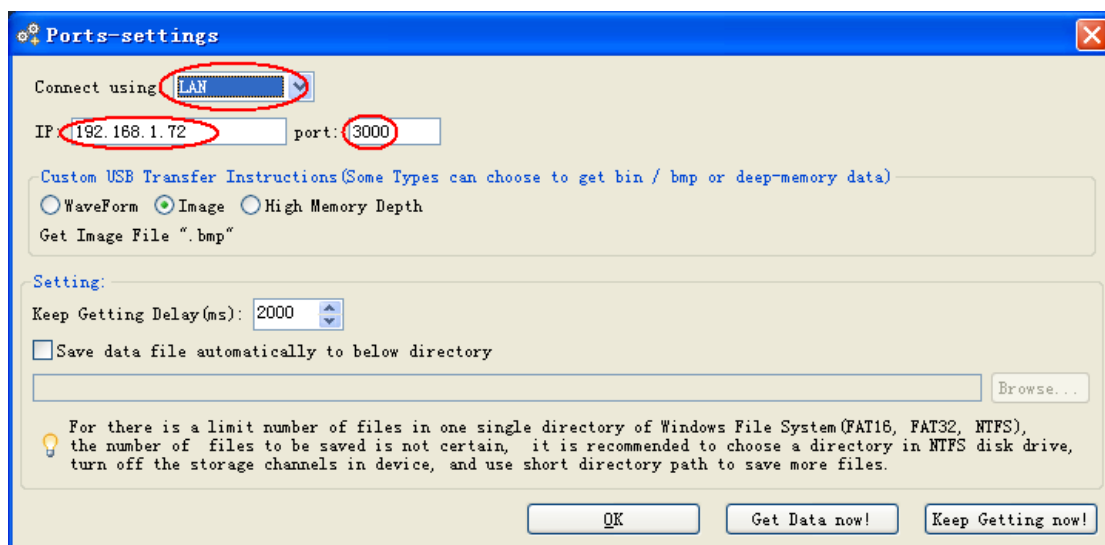 Ports-settings
Connect using: LAN
IP: 192.168.1.72 port: 3000
Custom USB Transfer Instructions(Some Types can choose to get bin / bmp or deep-memory data)
WaveForm Image High Memory Depth
Get Image File ".bmp"
Setting:
Keep Getting Delay(ms): 2000
Save data file automatically to below directory
Browse...
For there is a limit number of files in one single directory of Windows File System(FAT16, FAT32, NTFS),
the number of files to be saved is not certain, it is recommended to choose a directory in NTFS disk drive,
turn off the storage channels in device, and use short directory path to save more files.
OK Get Data now! Keep Getting now!